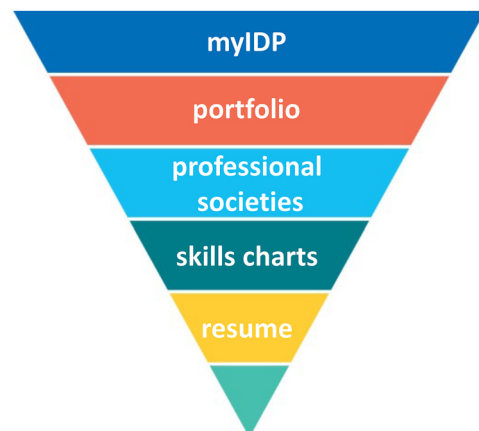 myIDP
portfolio
professional
societies
skills charts
resume